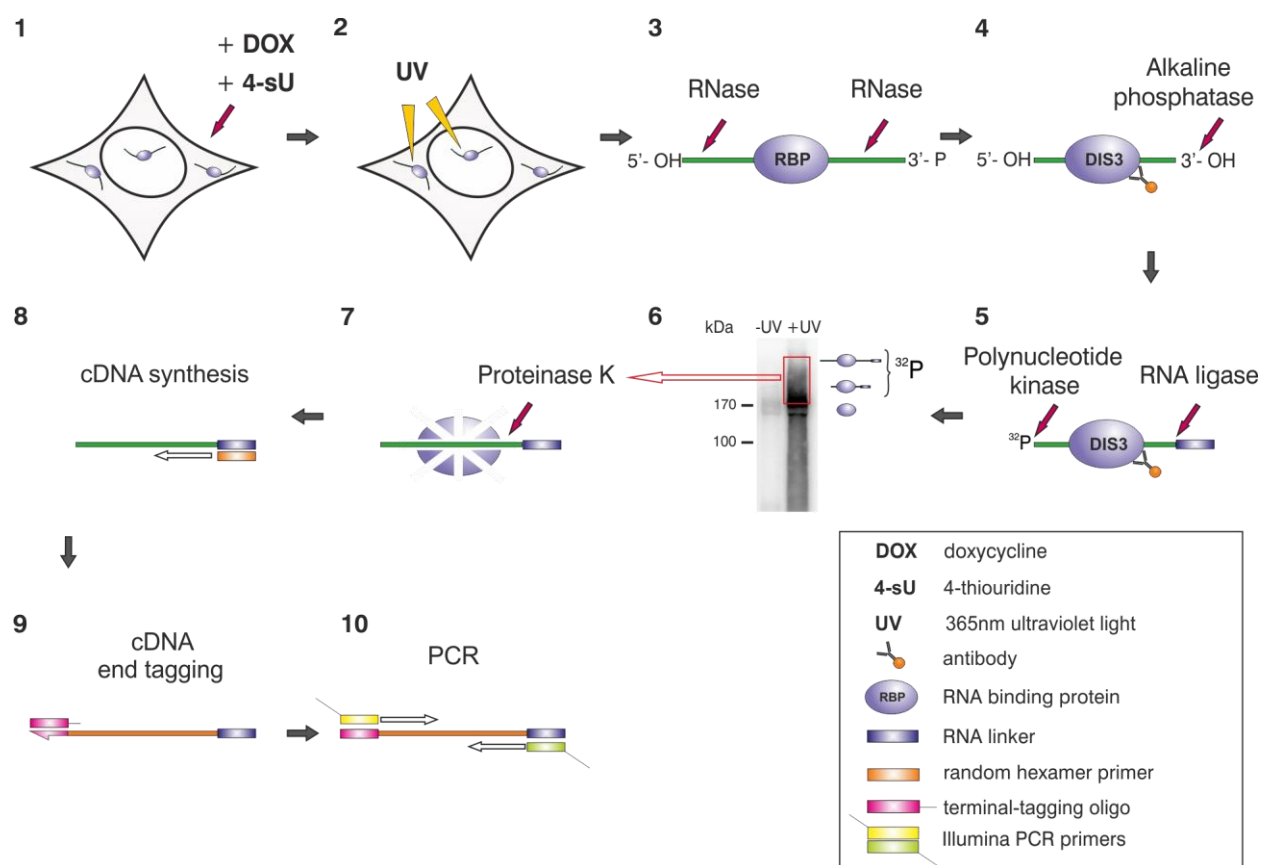 1
+ DOX
+ 4-sU
2
UV
3
RNase
RNase
5'- OH
RBP
3'- P
4
Alkaline
phosphatase
5'- OH
DIS3
3'- OH
8
cDNA synthesis
7
Proteinase K
6
kDa
-UV +UV
32P
170
100
5
Polynucleotide
kinase
RNA ligase
32P
DIS3
9
cDNA
end tagging
10
PCR
DOX doxycycline
4-sU 4-thiouridine
UV 365nm ultraviolet light
antibody
RBP RNA binding protein
RNA linker
random hexamer primer
terminal-tagging oligo
Illumina PCR primers